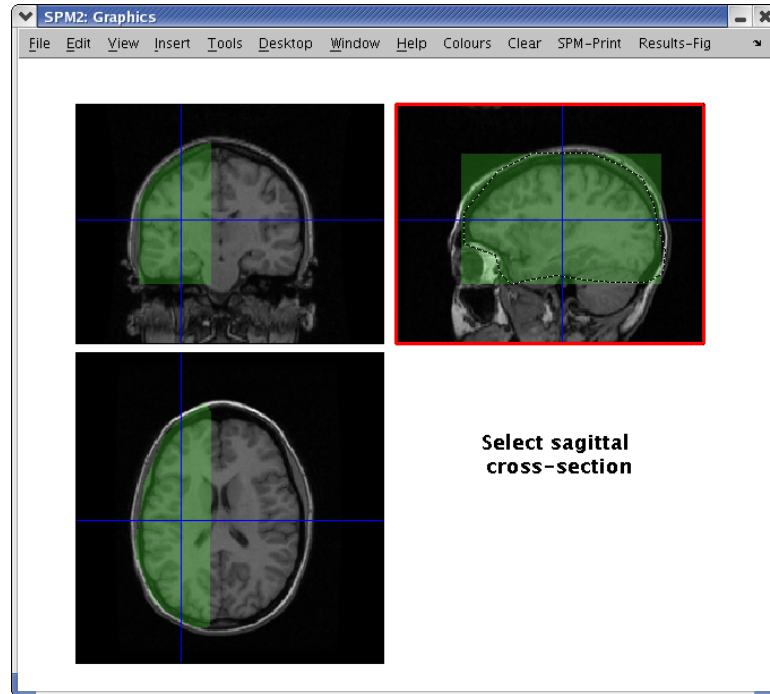 SPM2: Graphics
File Edit View Insert Tools Desktop Window Help Colours Clear SPM-Print Results-Fig
Select sagittal
cross-section